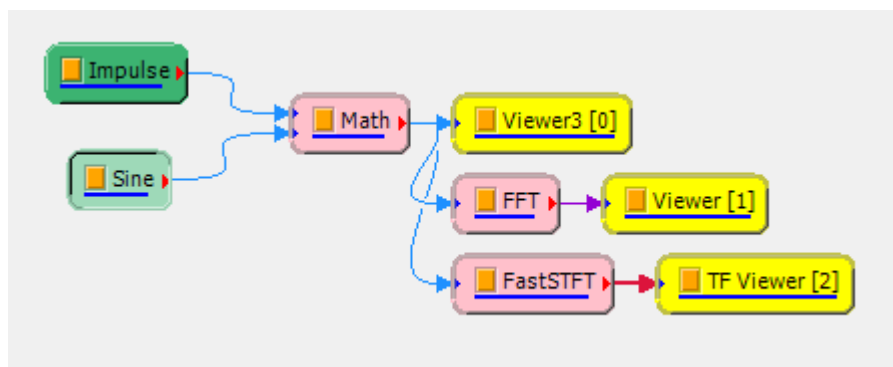 Impulse
Math
Viewer3 [0]
Sine
FFT
Viewer [1]
FastSTFT
TF Viewer [2]